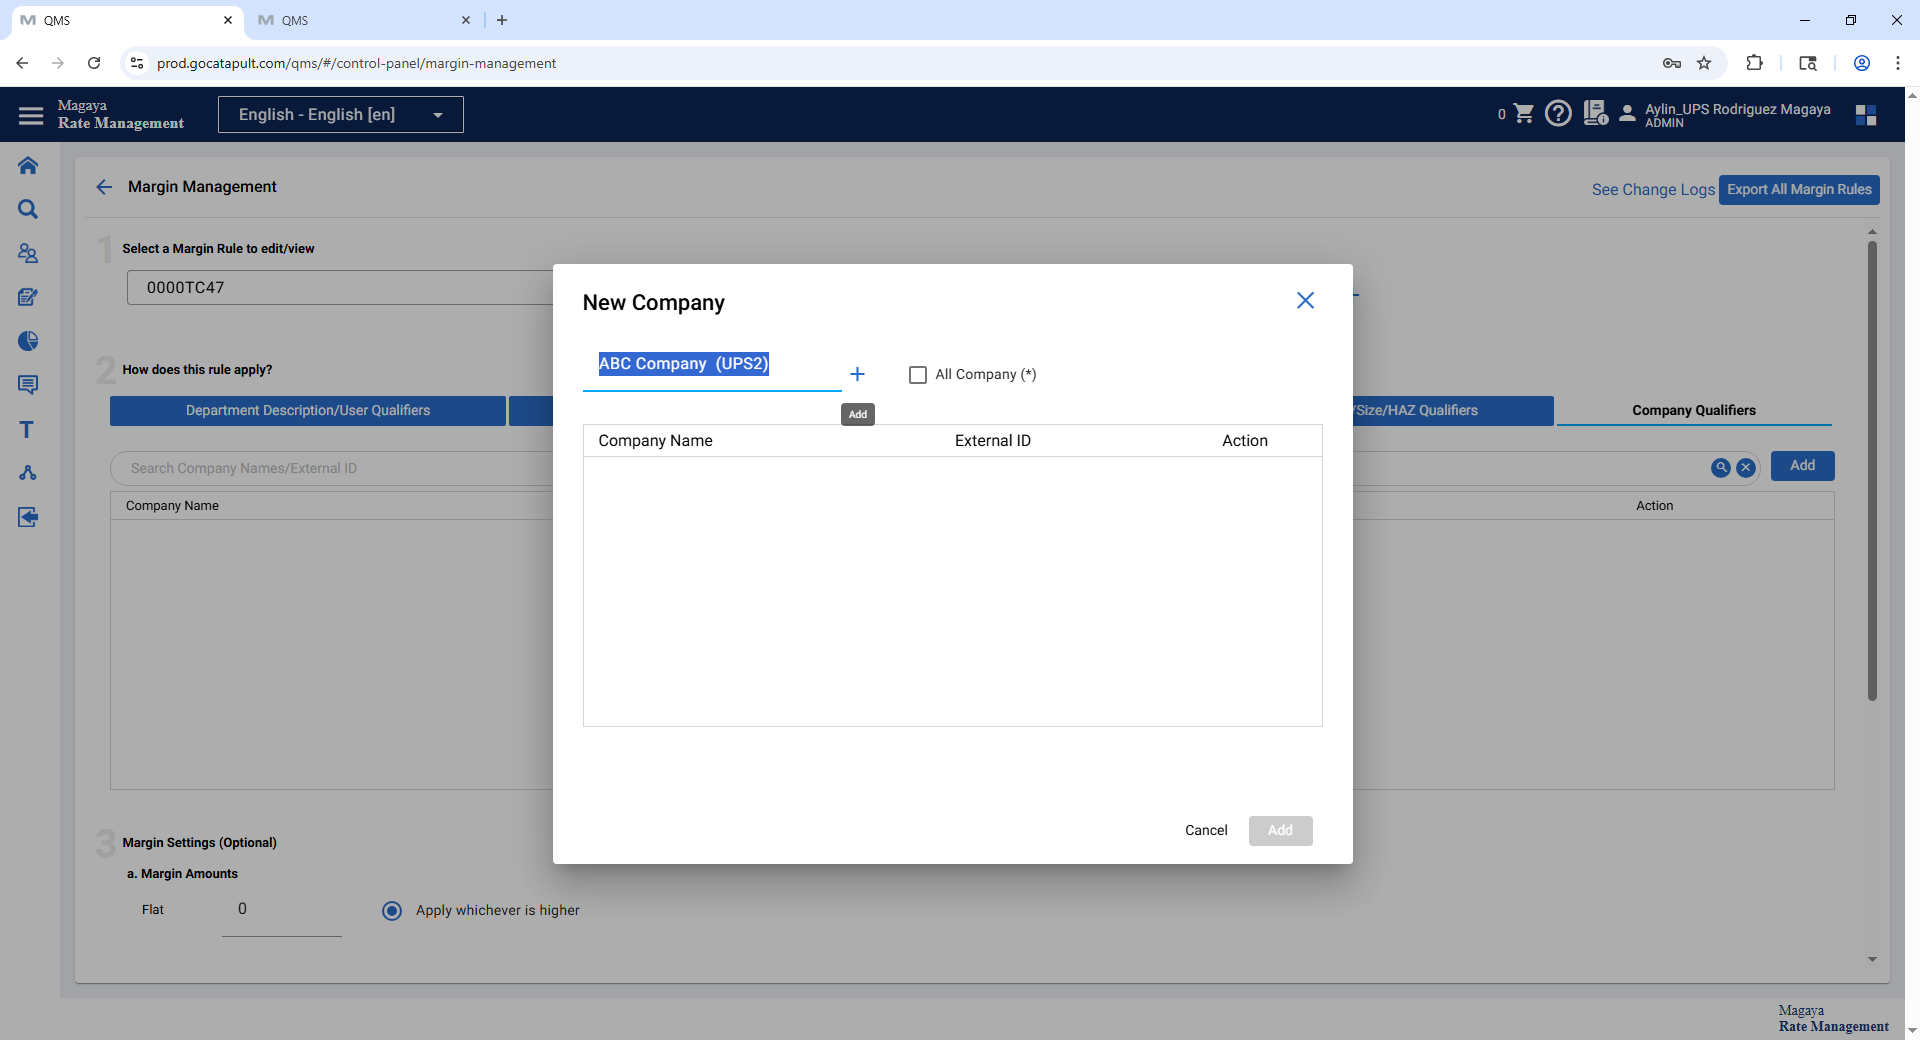 QMS
QMS
prod.gocatapult.com/qms/#/control-panel/margin-management
Magaya
Rate Management
English - English [en]
0
Aylin_UPS Rodriguez Magaya
ADMIN
Margin Management
See Change Logs
Export All Margin Rules
1
Select a Margin Rule to edit/view
0000TC47
New Company
ABC Company (UPS2)
All Company (*)
Add
2
How does this rule apply?
Department Description/User Qualifiers
/Size/HAZ Qualifiers
Company Qualifiers
Company Name
External ID
Action
Search Company Names/External ID
Add
Company Name
Action
Cancel
Add
3
Margin Settings (Optional)
a. Margin Amounts
Flat
0
Apply whichever is higher
Magaya
Rate Management